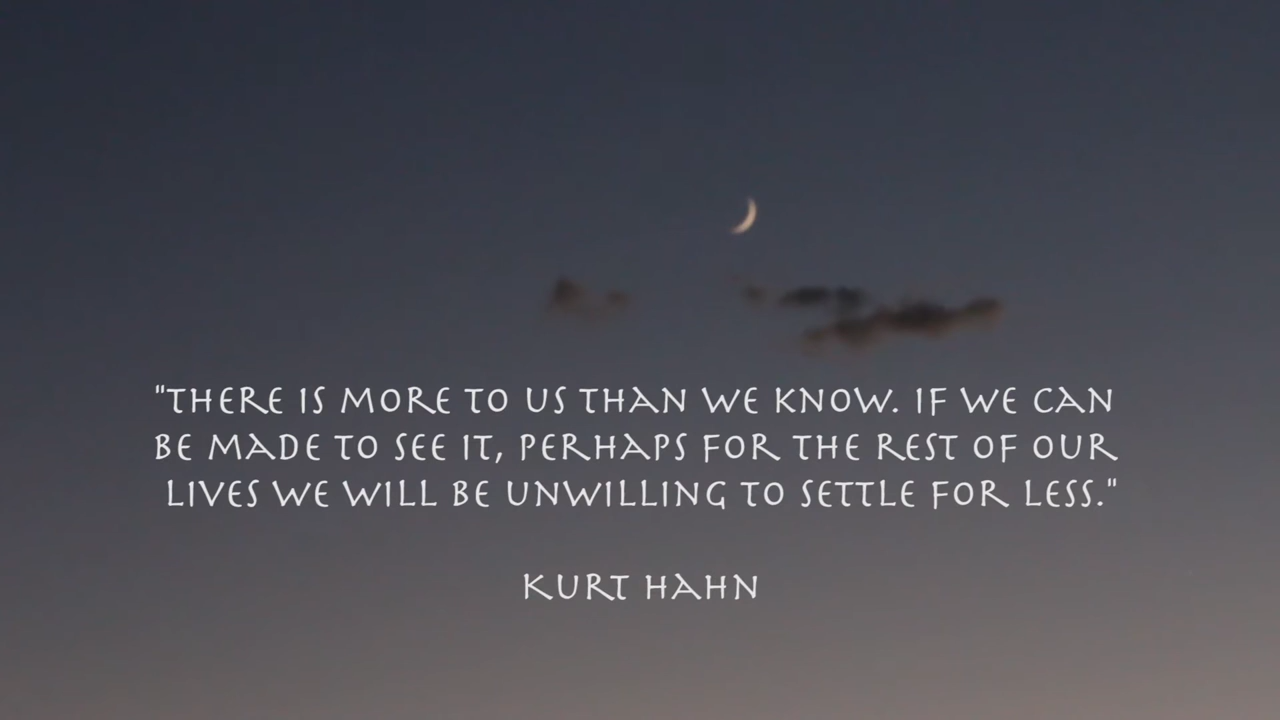 "THERE IS MORE TO US THAN WE KNOW. IF WE CAN
BE MADE TO SEE IT, PERHAPS FOR THE REST OF OUR
LIVES WE WILL BE UNWILLING TO SETTLE FOR LESS."
KURT HAHN